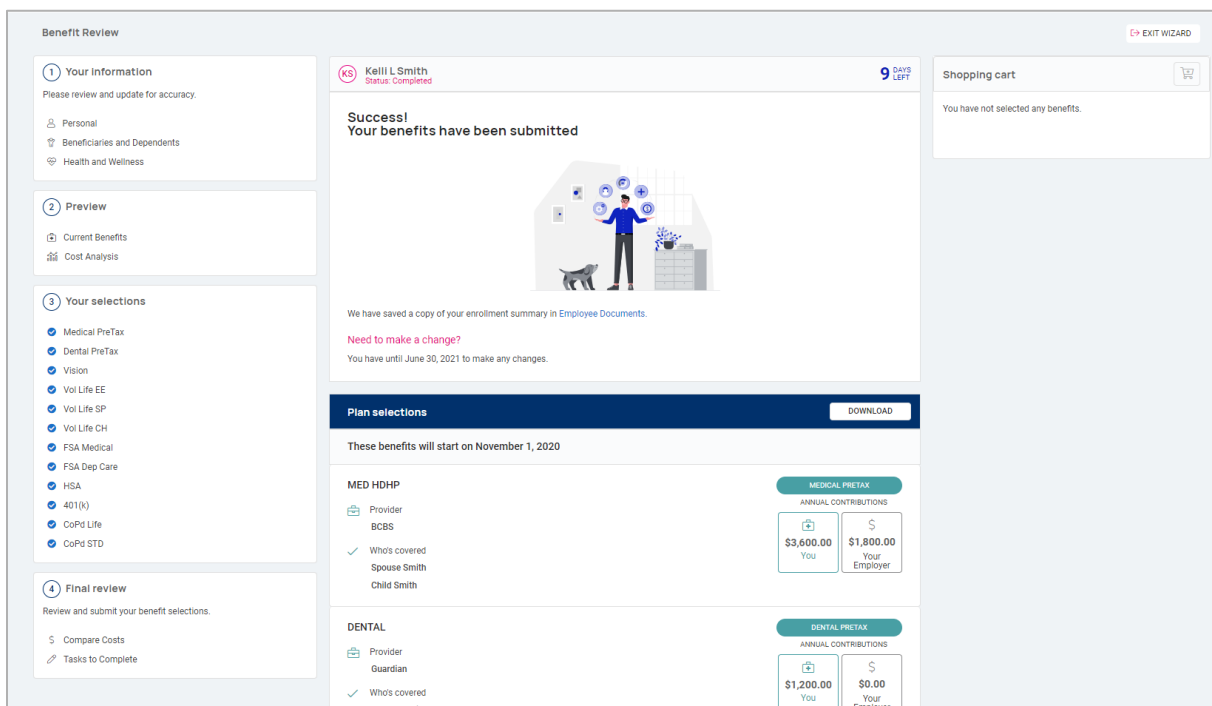 Benefit Review
EXIT WIZARD
1 Your information
Please review and update for accuracy.
Personal
Beneficiaries and Dependents
Health and Wellness
2 Preview
Current Benefits
Cost Analysis
3 Your selections
Medical PreTax
Dental PreTax
Vision
Vol Life EE
Vol Life SP
Vol Life CH
FSA Medical
FSA Dep Care
HSA
401(k)
CoPd Life
CoPd STD
4 Final review
Review and submit your benefit selections.
$ Compare Costs
Tasks to Complete
KS Kelli L Smith
Status: Completed
9 DAYS LEFT
Success!
Your benefits have been submitted
We have saved a copy of your enrollment summary in Employee Documents.
Need to make a change?
You have until June 30, 2021 to make any changes.
Plan selections
DOWNLOAD
These benefits will start on November 1, 2020
MED HDHP
Provider
BCBS
Who's covered
Spouse Smith
Child Smith
MEDICAL PRETAX
ANNUAL CONTRIBUTIONS
$3,600.00
You
$
$1,800.00
Your
Employer
DENTAL
Provider
Guardian
Who's covered
DENTAL PRETAX
ANNUAL CONTRIBUTIONS
$1,200.00
You
$
$0.00
Your
Employer
Shopping cart
You have not selected any benefits.